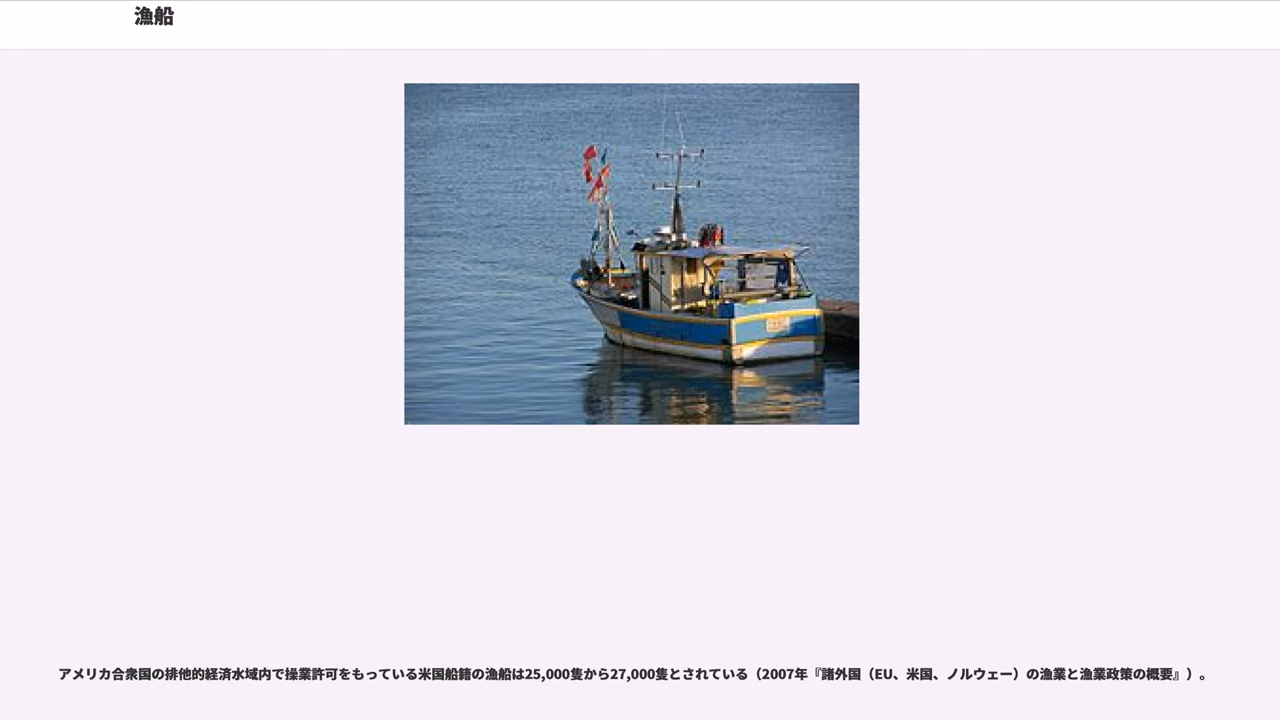 漁船
アメリカ合衆国の排他的経済水域内で操業許可をもっている米国船籍の漁船は25,000隻から27,000隻とされている（2007年『諸外国（EU、米国、ノルウェー）の漁業と漁業政策の概要』）。